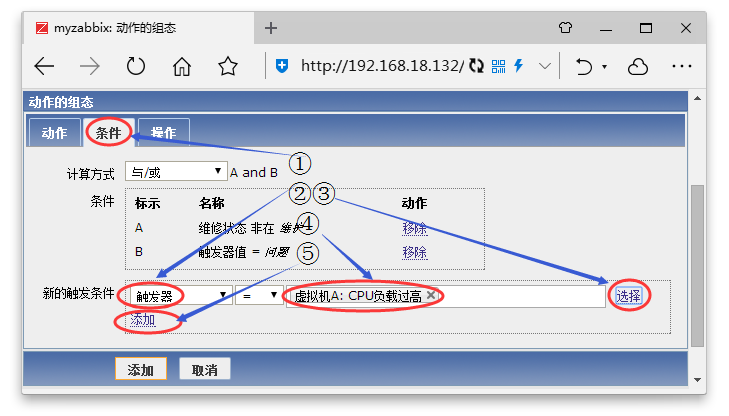 myzabbix: 动作的组态
http://192.168.18.132/
动作的组态
动作 条件 操作
①
计算方式 与/或 A and B
②③
条件 标示 名称 动作
A 维修状态 非在 维护 移除
④
B 触发器值 = 问题 移除
⑤
新的触发条件 触发器 = 虚拟机A: CPU负载过高 选择
添加
添加 取消